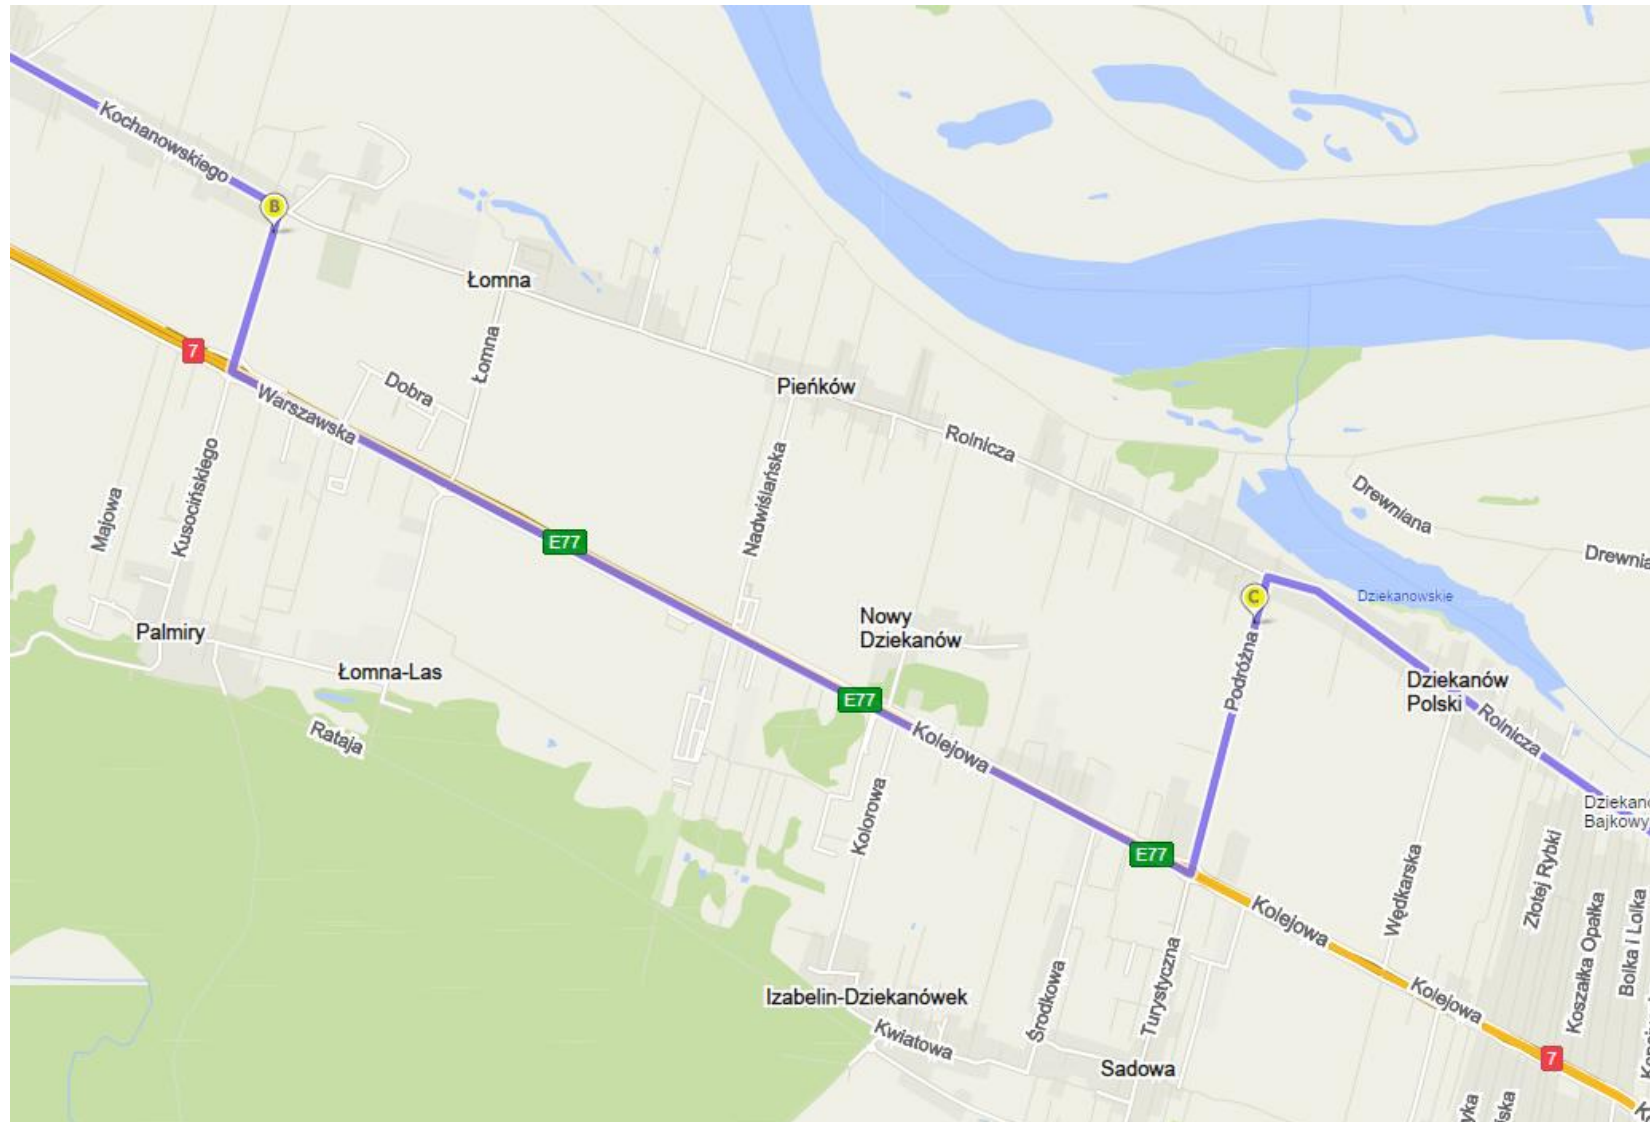 Kochanowskiego
B
Łomna
7
Łomna
Dobra
Warszawska
Pieńków
Rolnicza
Nadwiślańska
Kusocińskiego
Majowa
E77
Drewniana
Drewnia
Dziekanowskie
C
Palmiry
Nowy
Dziekanów
Łomna-Las
Podróżna
Dziekanów
Polski
E77
Rolnicza
Rataja
Kolejowa
Kolorowa
Dziekano
Bajkowy
E77
Złotej Rybki
Wędkarska
Koszałka Opałka
Bolka i Lolka
Kolejowa
Kolejowa
Izabelin-Dziekanówek
Środkowa
Turystyczna
Kwiatowa
Sadowa
7